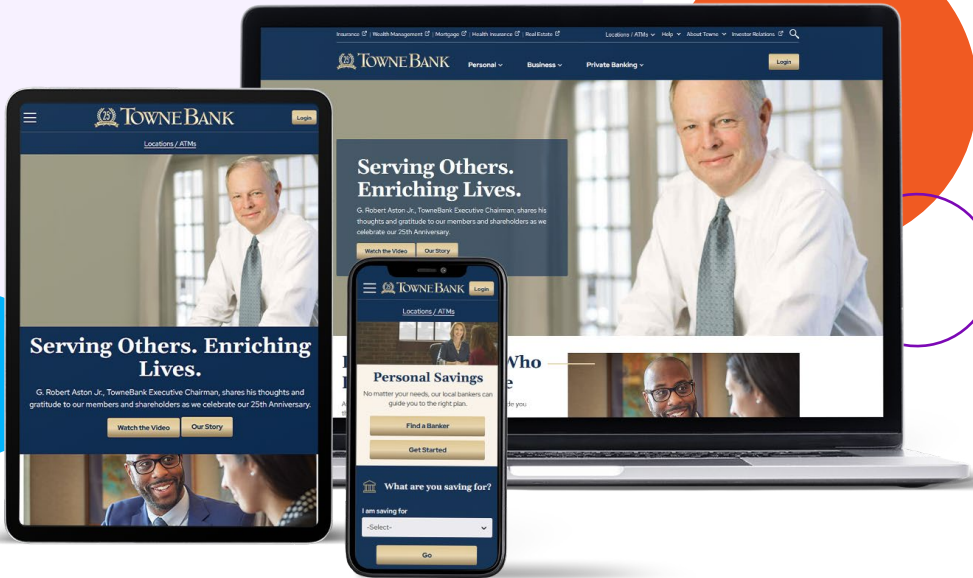 Insurance | Wealth Management | Mortgage | Health Insurance | Real Estate
Locations / ATMs Help About Towne Investor Relations
25 TOWNEBANK Personal Business Private Banking Login
Serving Others.
Enriching Lives.
G. Robert Aston Jr., TowneBank Executive Chairman, shares his
thoughts and gratitude to our members and shareholders as we
celebrate our 25th Anniversary.
Watch the Video Our Story
Who
25 TOWNEBANK Login
Locations / ATMs
Serving Others. Enriching
Lives.
G. Robert Aston Jr., TowneBank Executive Chairman, shares his thoughts and
gratitude to our members and shareholders as we celebrate our 25th Anniversary.
Watch the Video Our Story
25 TOWNEBANK Login
Locations / ATMs
Personal Savings
No matter your needs, our local bankers can
guide you to the right plan.
Find a Banker
Get Started
What are you saving for?
I am saving for
-Select-
Go